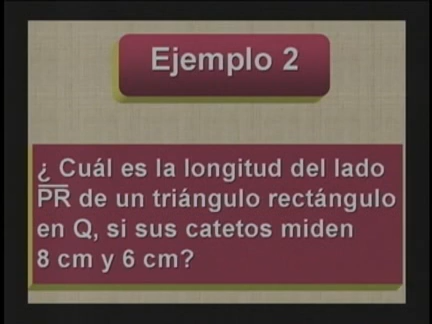 Ejemplo 2
¿ Cuál es la longitud del lado
PR de un triángulo rectángulo
en Q, si sus catetos miden
8 cm y 6 cm?